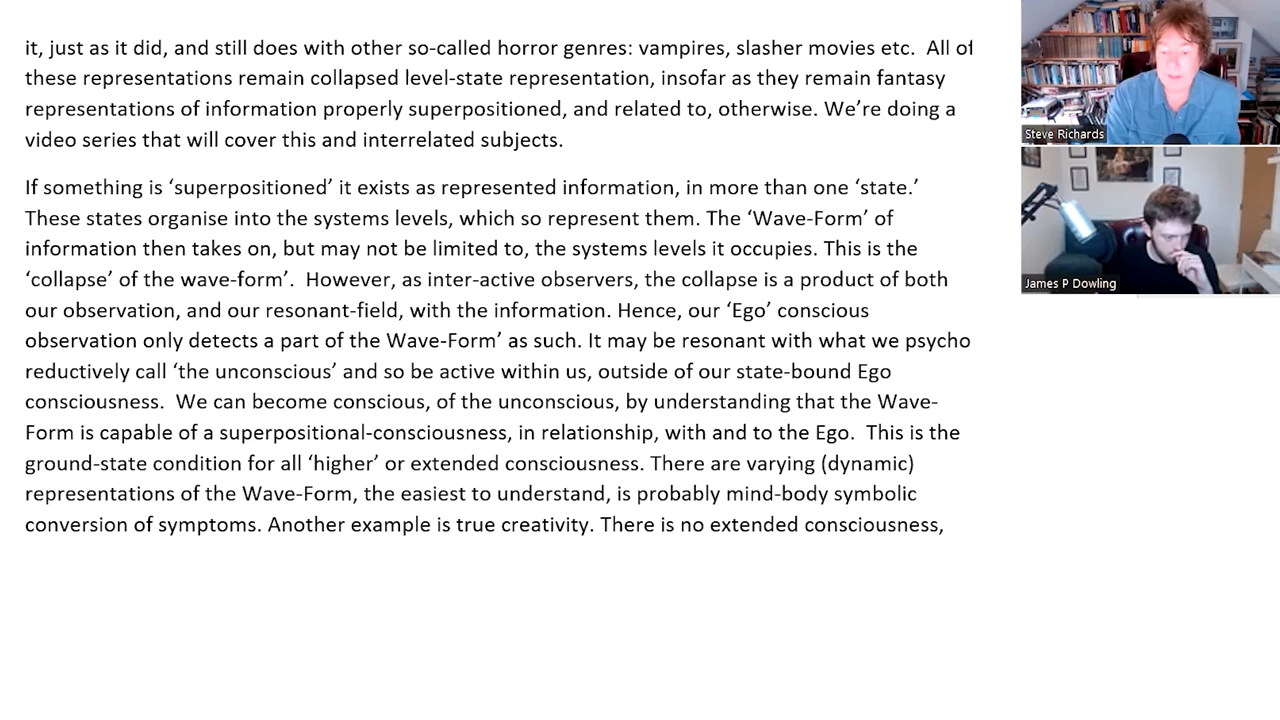 it, just as it did, and still does with other so-called horror genres: vampires, slasher movies etc.  All of
these representations remain collapsed level-state representation, insofar as they remain fantasy
representations of information properly superpositioned, and related to, otherwise. We’re doing a
video series that will cover this and interrelated subjects.
If something is ‘superpositioned’ it exists as represented information, in more than one ‘state.’
These states organise into the systems levels, which so represent them. The ‘Wave-Form’ of
information then takes on, but may not be limited to, the systems levels it occupies. This is the
‘collapse’ of the wave-form’.  However, as inter-active observers, the collapse is a product of both
our observation, and our resonant-field, with the information. Hence, our ‘Ego’ conscious
observation only detects a part of the Wave-Form’ as such. It may be resonant with what we psycho
reductively call ‘the unconscious’ and so be active within us, outside of our state-bound Ego
consciousness.  We can become conscious, of the unconscious, by understanding that the Wave-
Form is capable of a superpositional-consciousness, in relationship, with and to the Ego.  This is the
ground-state condition for all ‘higher’ or extended consciousness. There are varying (dynamic)
representations of the Wave-Form, the easiest to understand, is probably mind-body symbolic
conversion of symptoms. Another example is true creativity. There is no extended consciousness,
Steve Richards
James P Dowling